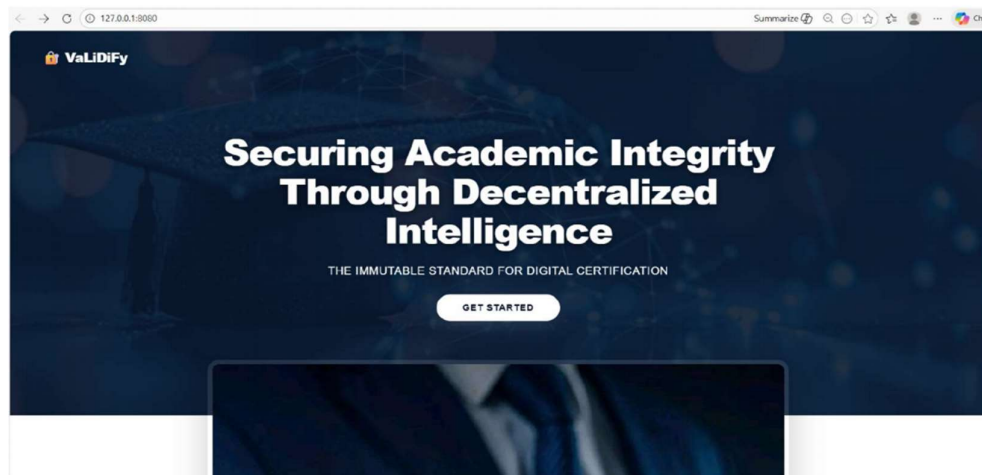 127.0.0.1:8080
Summarize
VaLiDiFy
Securing Academic Integrity
Through Decentralized
Intelligence
THE IMMUTABLE STANDARD FOR DIGITAL CERTIFICATION
GET STARTED